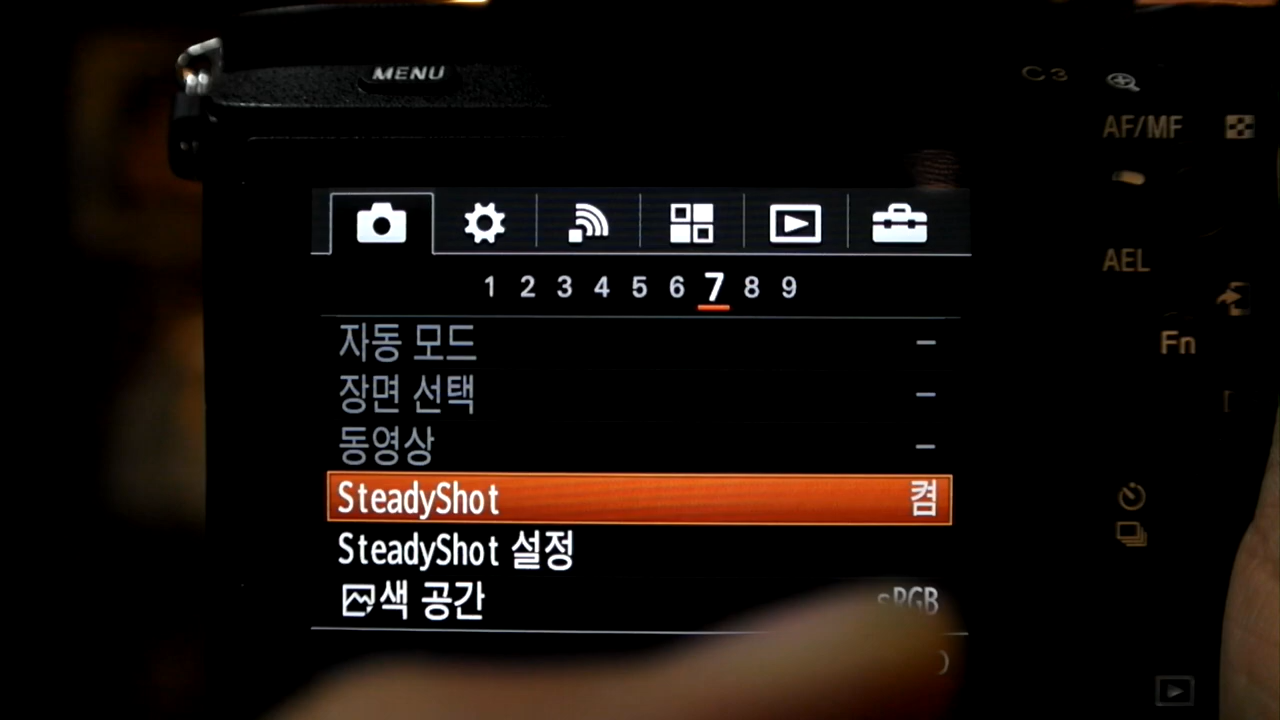 MENU
C3
AF/MF
AEL
Fn
1 2 3 4 5 6 7 8 9
자동 모드 –
장면 선택 –
동영상 –
SteadyShot 켬
SteadyShot 설정
색 공간 sRGB